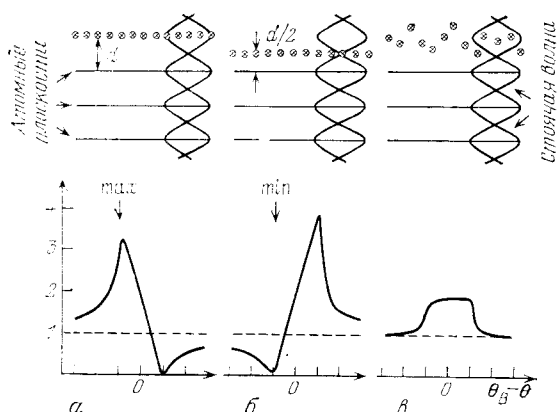 Атомные
плоскости
d
d/2
Стоячая волна
max
min
4
3
2
1
0
0
0
θ_B-θ
а
б
в